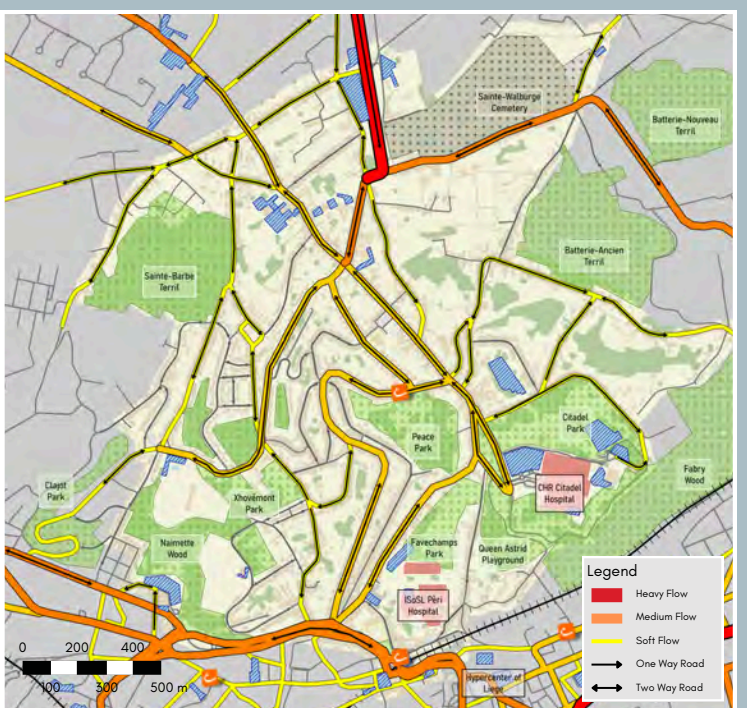 Sainte-Walburge
Cemetery
Batterie-Nouveau
Terril
Batterie-Ancien
Terril
Sainte-Barbe
Terril
Peace
Park
Citadel
Park
Fabry
Wood
CHR Citadel
Hospital
Clajot
Park
Xhovémont
Park
Naimette
Wood
Favechamps
Park
Queen Astrid
Playground
ISoSL Péri
Hospital
Hypercenter of
Liege
Legend
Heavy Flow
Medium Flow
Soft Flow
One Way Road
Two Way Road
0 200 400
100 300 500 m